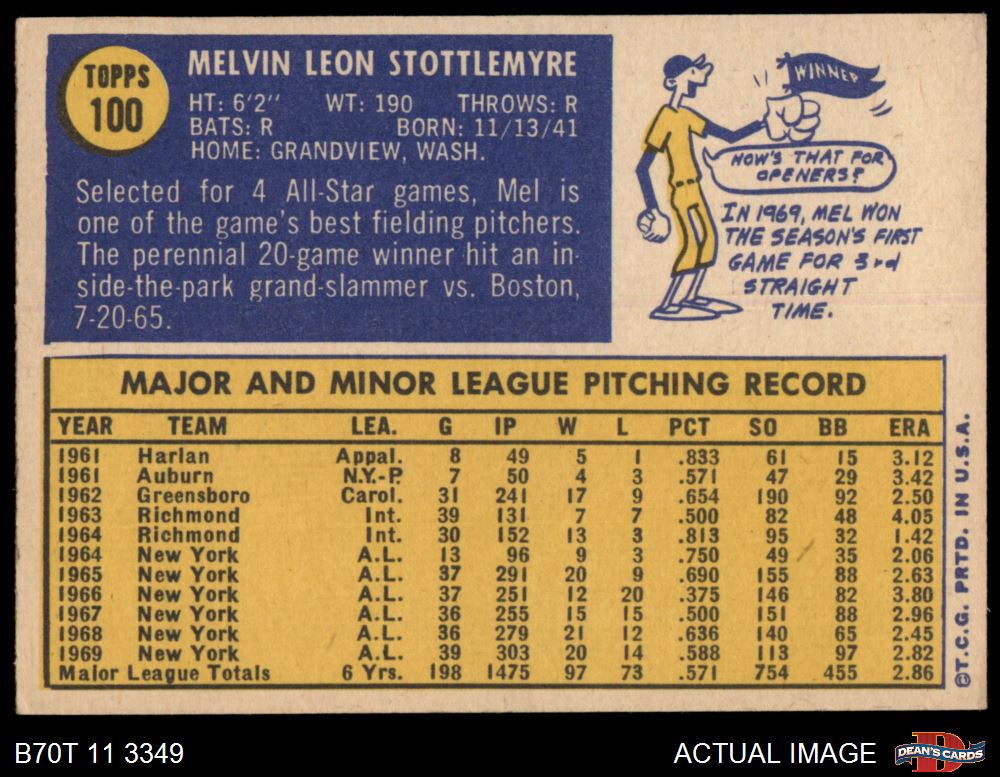 TOPPS
100
MELVIN LEON STOTTLEMYRE
HT: 6'2" WT: 190 THROWS: R
BATS: R BORN: 11/13/41
HOME: GRANDVIEW, WASH.
Selected for 4 All-Star games, Mel is
one of the game's best fielding pitchers.
The perennial 20-game winner hit an in-
side-the-park grand-slammer vs. Boston,
7-20-65.
WINNER
HOW'S THAT FOR
OPENERS?
IN 1969, MEL WON
THE SEASON'S FIRST
GAME FOR 3rd
STRAIGHT
TIME.
MAJOR AND MINOR LEAGUE PITCHING RECORD
YEAR TEAM LEA. G IP W L PCT SO BB ERA
1961 Harlan Appal. 8 49 5 1 .833 61 15 3.12
1961 Auburn N.Y.-P. 7 50 4 3 .571 47 29 3.42
1962 Greensboro Carol. 31 241 17 9 .654 190 92 2.50
1963 Richmond Int. 39 131 7 7 .500 82 48 4.05
1964 Richmond Int. 30 152 13 3 .813 95 32 1.42
1964 New York A.L. 13 96 9 3 .750 49 35 2.06
1965 New York A.L. 37 291 20 9 .690 155 88 2.63
1966 New York A.L. 37 251 12 20 .375 146 82 3.80
1967 New York A.L. 36 255 15 15 .500 151 88 2.96
1968 New York A.L. 36 279 21 12 .636 140 65 2.45
1969 New York A.L. 39 303 20 14 .588 113 97 2.82
Major League Totals 6 Yrs. 198 1475 97 73 .571 754 455 2.86
©T.C.G. PRTD. IN U.S.A.
B70T 11 3349
ACTUAL IMAGE
D
DEAN'S CARDS